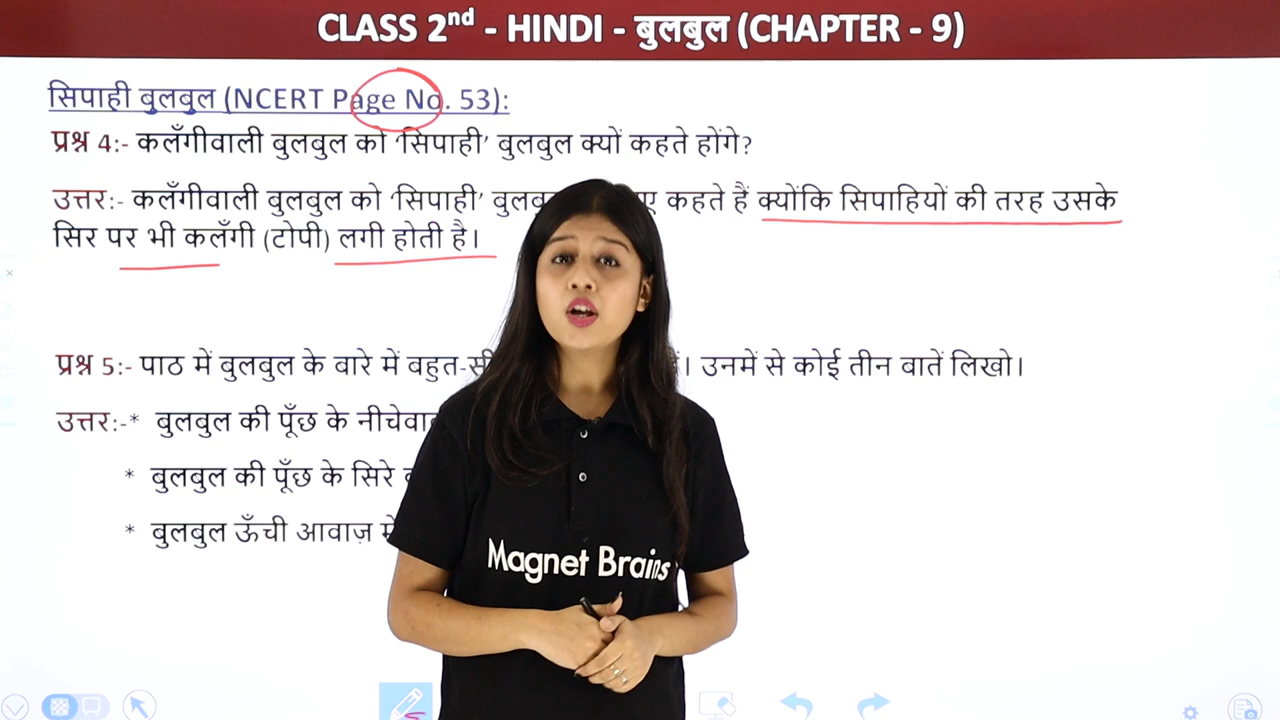 CLASS 2nd - HINDI - बुलबुल (CHAPTER - 9)
सिपाही बुलबुल (NCERT Page No. 53):
प्रश्न 4:- कलँगीवाली बुलबुल को ‘सिपाही’ बुलबुल क्यों कहते होंगे?
उत्तर:- कलँगीवाली बुलबुल को ‘सिपाही’ कहते हैं क्योंकि सिपाहियों की तरह उसके
सिर पर भी कलँगी (टोपी) लगी होती है।
प्रश्न 5:- पाठ में बुलबुल के बारे में उनमें से कोई तीन बातें लिखो।
उत्तर:-* बुलबुल की पूँछ के
* बुलबुल की पूँछ के सिरे
* बुलबुल ऊँची आवाज़
Magnet Brains